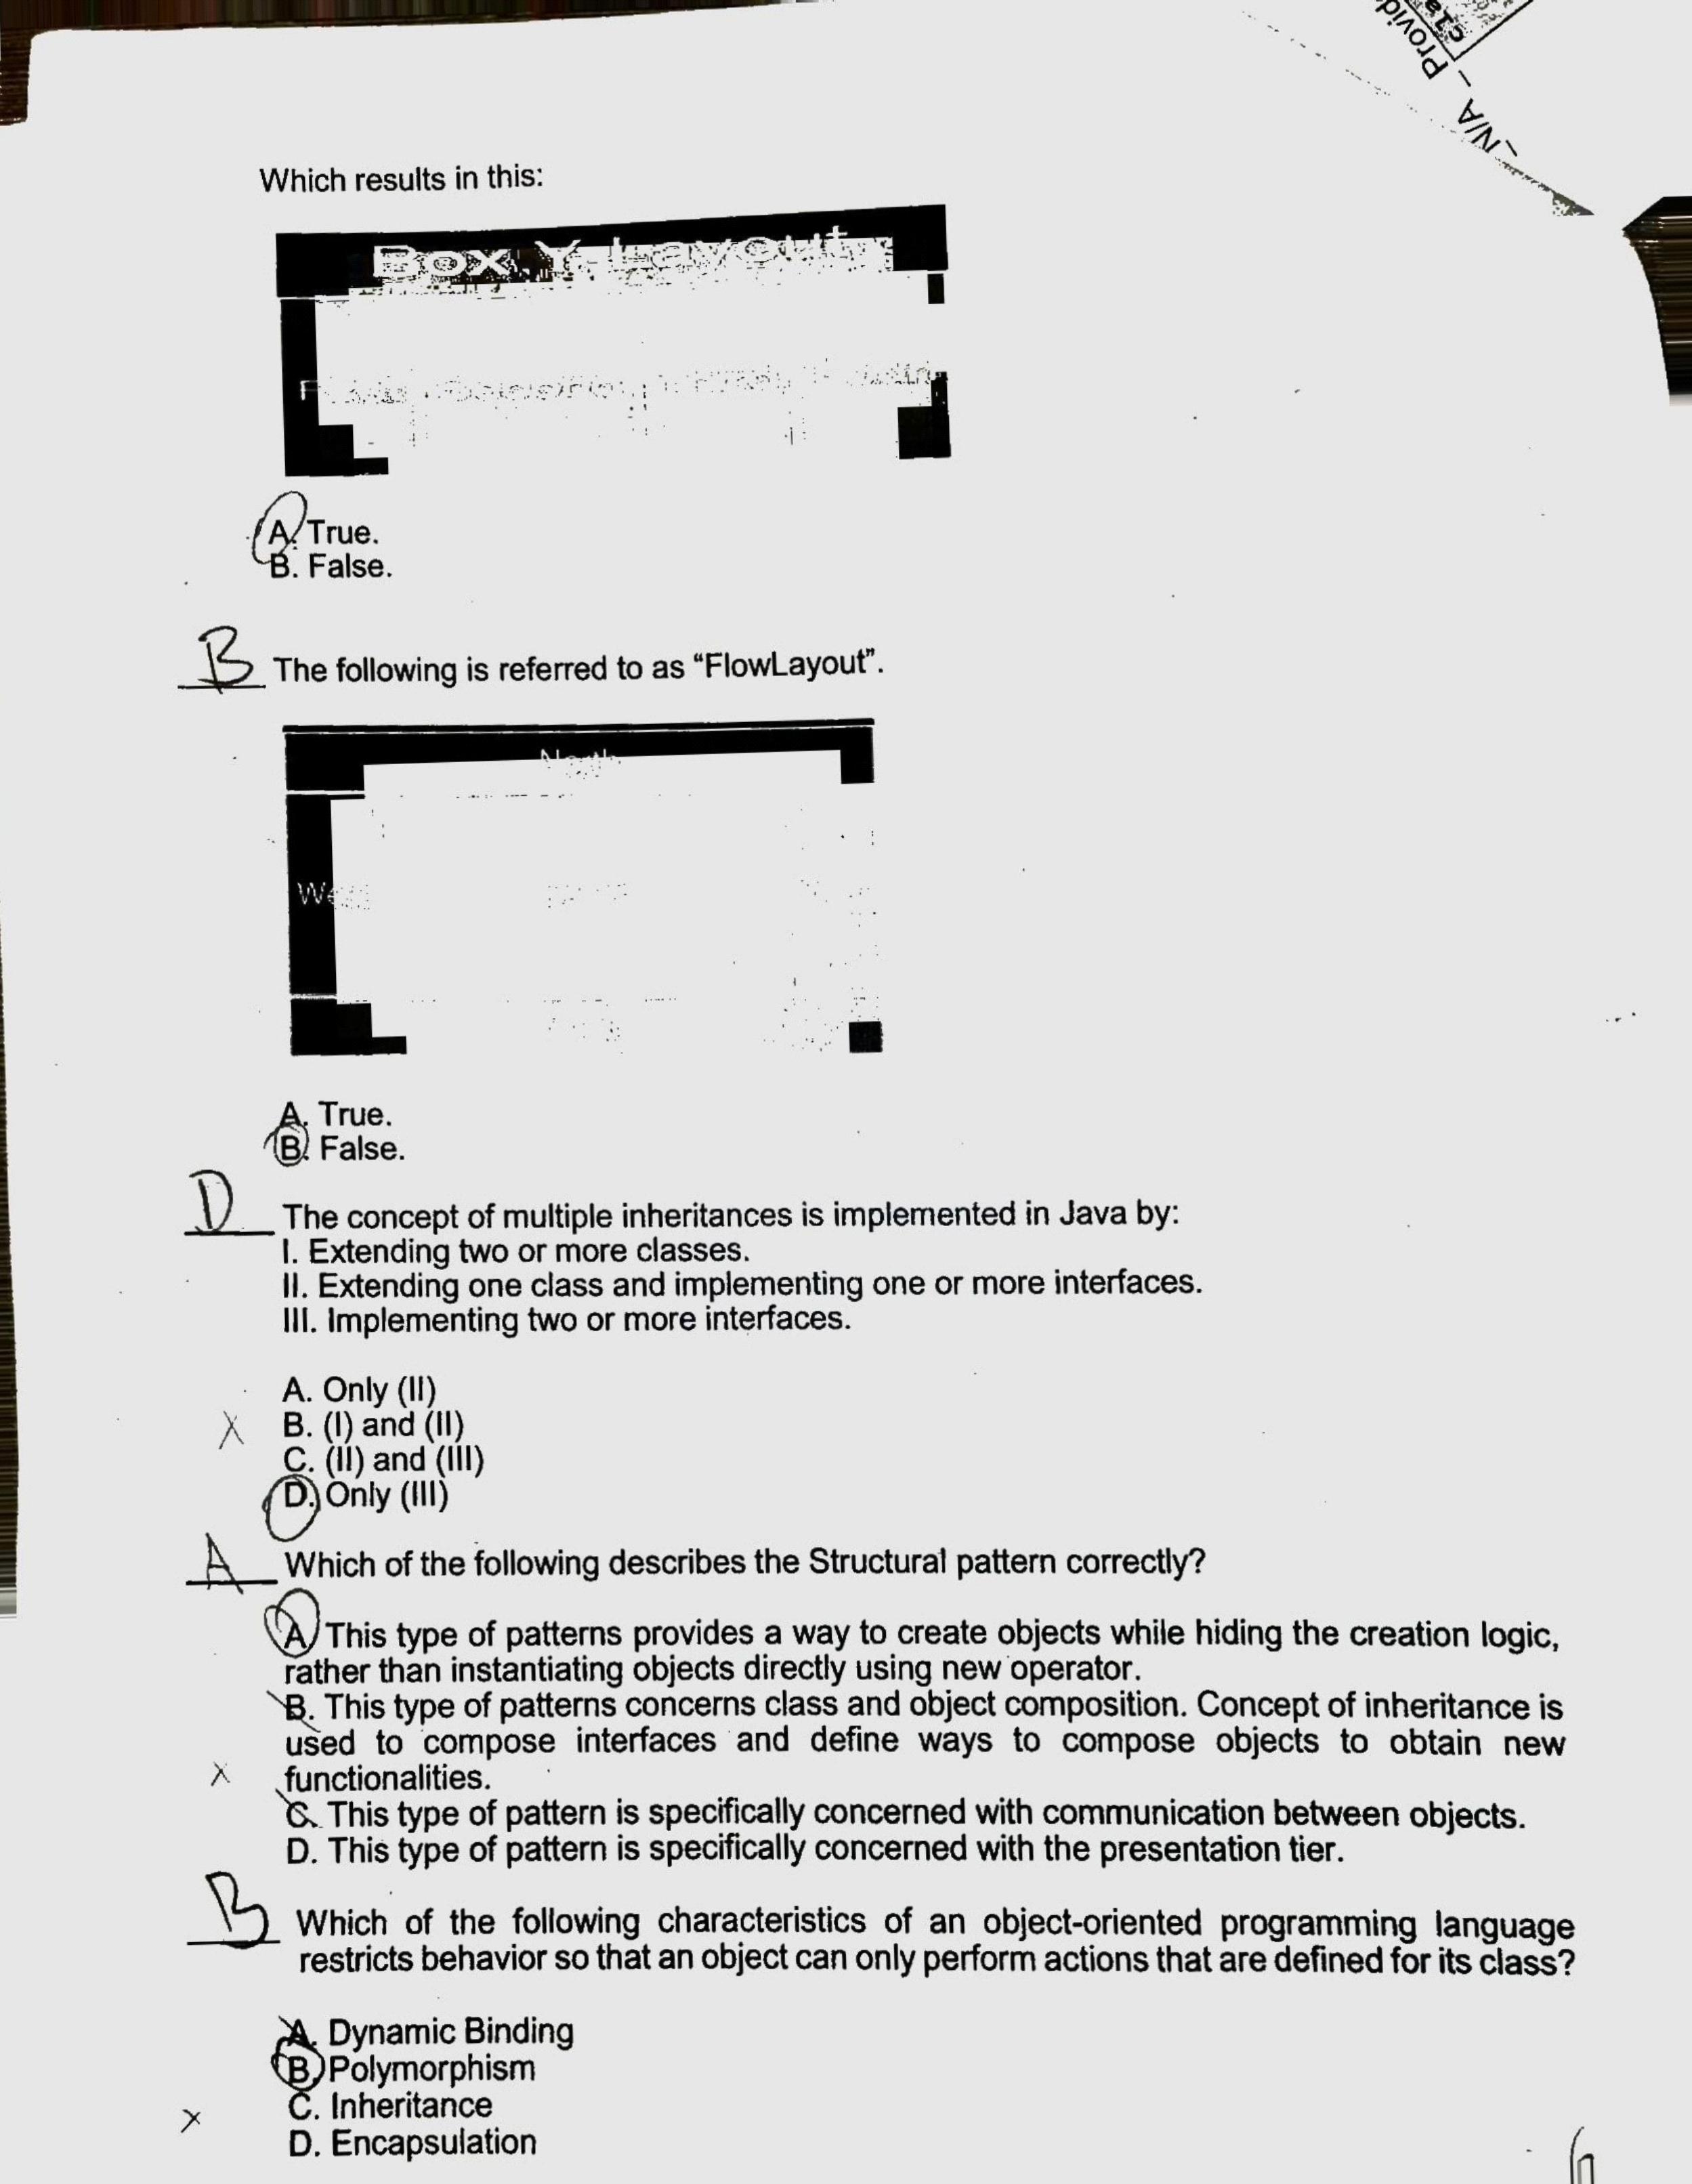 Provid
N/A
Which results in this:
Box Y Layout
A. True.
B. False.
B The following is referred to as “FlowLayout”.
North
West
A. True.
B. False.
D The concept of multiple inheritances is implemented in Java by:
I. Extending two or more classes.
II. Extending one class and implementing one or more interfaces.
III. Implementing two or more interfaces.
A. Only (II)
X B. (I) and (II)
C. (II) and (III)
D. Only (III)
A Which of the following describes the Structural pattern correctly?
A This type of patterns provides a way to create objects while hiding the creation logic,
rather than instantiating objects directly using new operator.
B. This type of patterns concerns class and object composition. Concept of inheritance is
used to compose interfaces and define ways to compose objects to obtain new
X functionalities.
C. This type of pattern is specifically concerned with communication between objects.
D. This type of pattern is specifically concerned with the presentation tier.
B Which of the following characteristics of an object-oriented programming language
restricts behavior so that an object can only perform actions that are defined for its class?
A. Dynamic Binding
B. Polymorphism
X C. Inheritance
D. Encapsulation